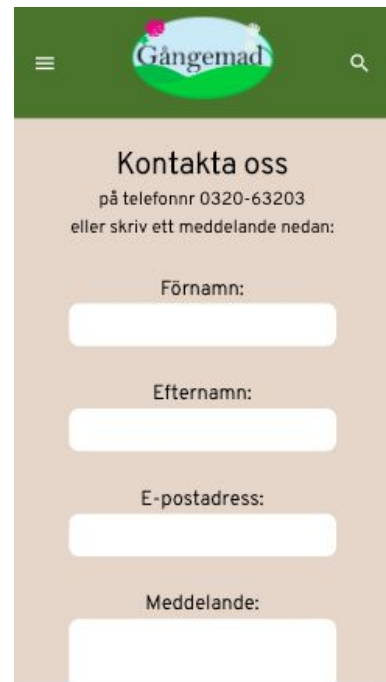 Gångemad
Kontakta oss
på telefonnr 0320-63203
eller skriv ett meddelande nedan:
Förnamn:
Efternamn:
E-postadress:
Meddelande: